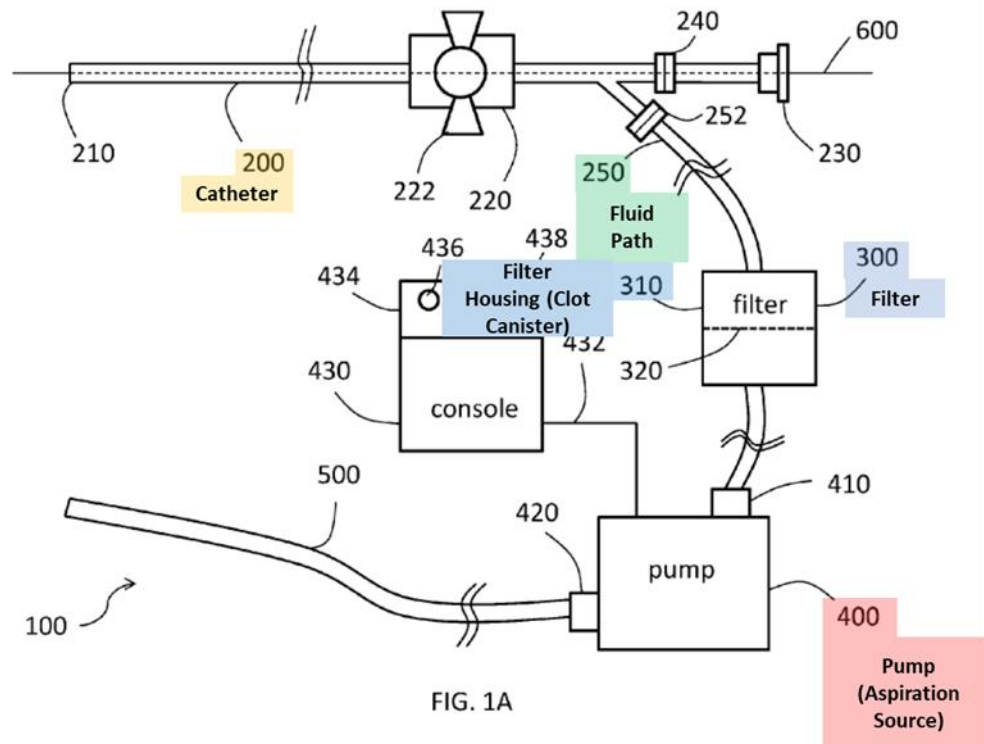 240
600
252
210
200
Catheter
222
220
250
Fluid
Path
230
436
438
434
Filter
Housing (Clot
Canister)
310
filter
300
Filter
320
432
430
console
500
420
410
pump
100
400
Pump
(Aspiration
Source)
FIG. 1A